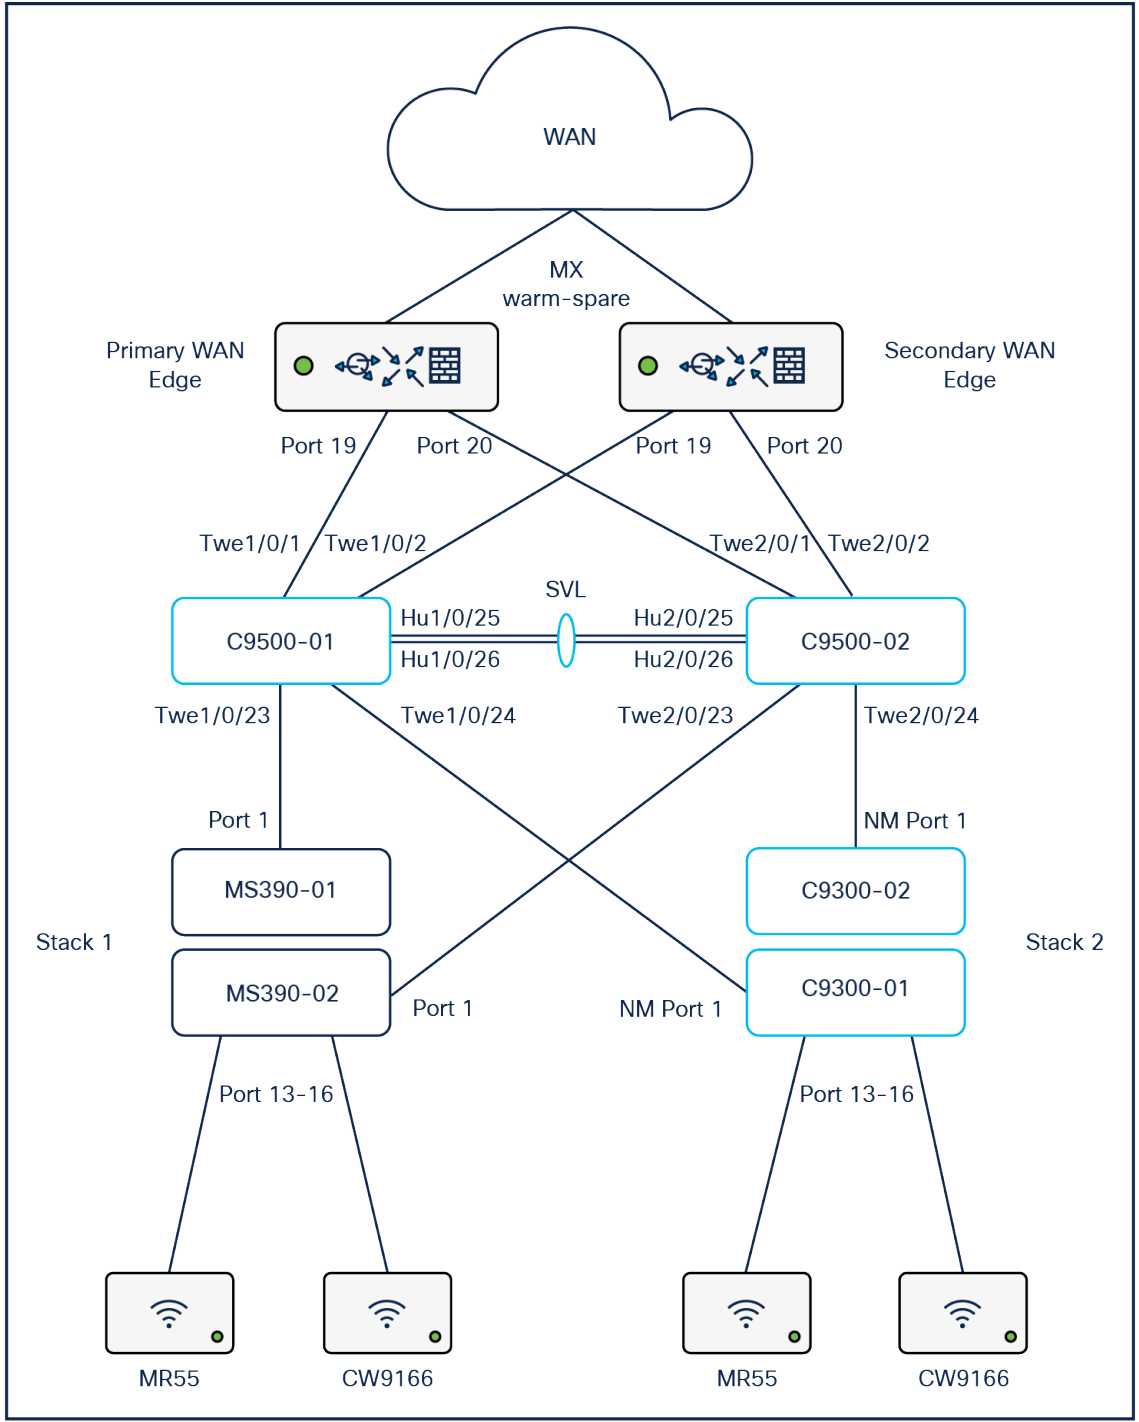 WAN
MX
warm-spare
Primary WAN
Edge
Secondary WAN
Edge
Port 19
Port 20
Port 19
Port 20
Twe1/0/1
Twe1/0/2
Twe2/0/1
Twe2/0/2
SVL
C9500-01
Hu1/0/25
Hu2/0/25
Hu1/0/26
Hu2/0/26
C9500-02
Twe1/0/23
Twe1/0/24
Twe2/0/23
Twe2/0/24
Port 1
NM Port 1
MS390-01
C9300-02
Stack 1
Stack 2
MS390-02
C9300-01
Port 1
NM Port 1
Port 13-16
Port 13-16
MR55
CW9166
MR55
CW9166